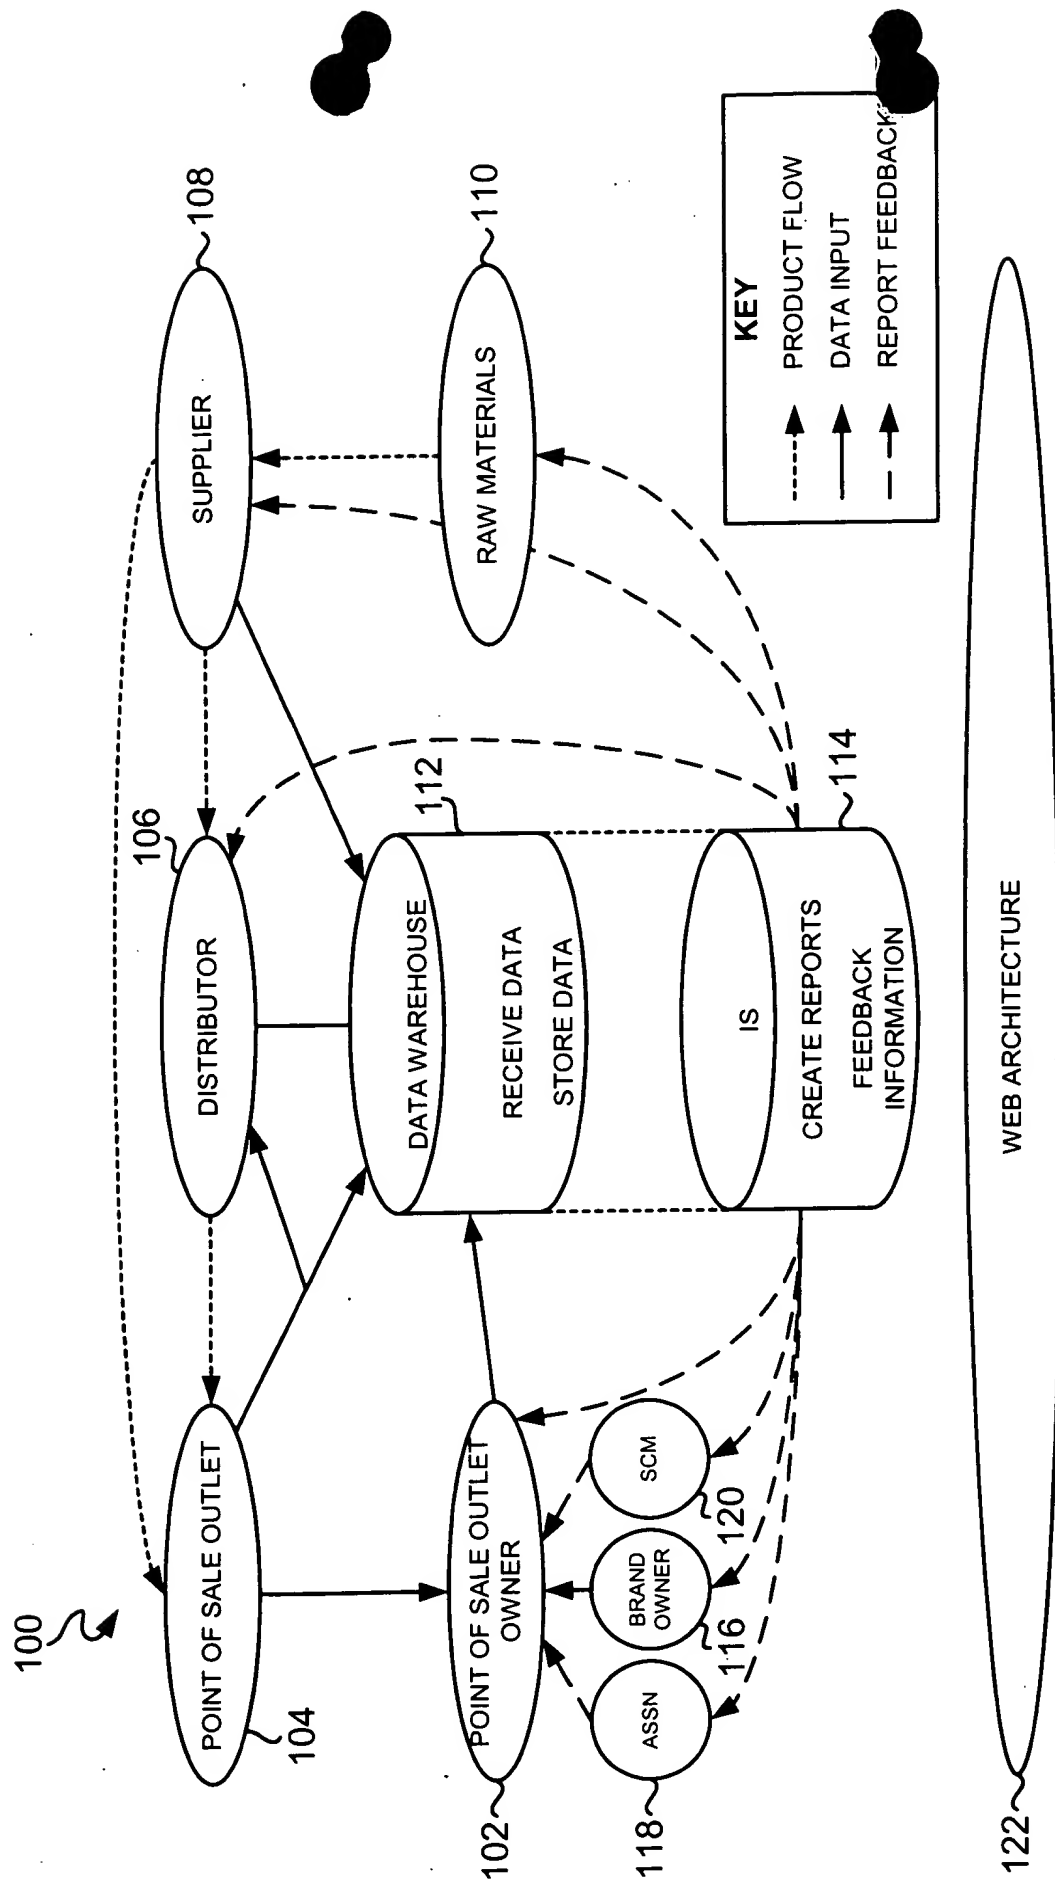 100
108
106
SUPPLIER
DISTRIBUTOR
POINT OF SALE OUTLET
104
110
112
RAW MATERIALS
DATA WAREHOUSE
RECEIVE DATA
STORE DATA
POINT OF SALE OUTLET
OWNER
102
SCM
120
BRAND
OWNER
116
ASSN
118
114
IS
CREATE REPORTS
FEEDBACK
INFORMATION
KEY
PRODUCT FLOW
DATA INPUT
REPORT FEEDBACK
WEB ARCHITECTURE
122